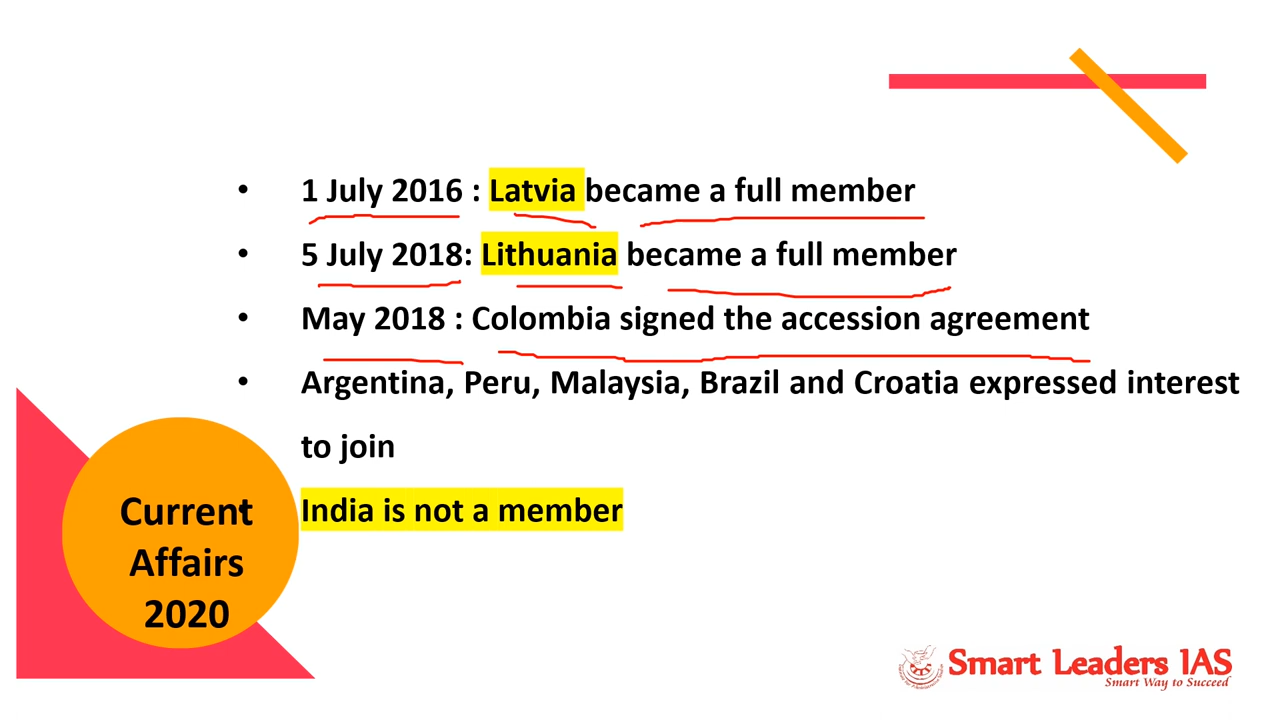 • 1 July 2016 : Latvia became a full member
• 5 July 2018: Lithuania became a full member
• May 2018 : Colombia signed the accession agreement
• Argentina, Peru, Malaysia, Brazil and Croatia expressed interest
to join
India is not a member
Current
Affairs
2020
Smart Leaders IAS
Smart Way to Succeed